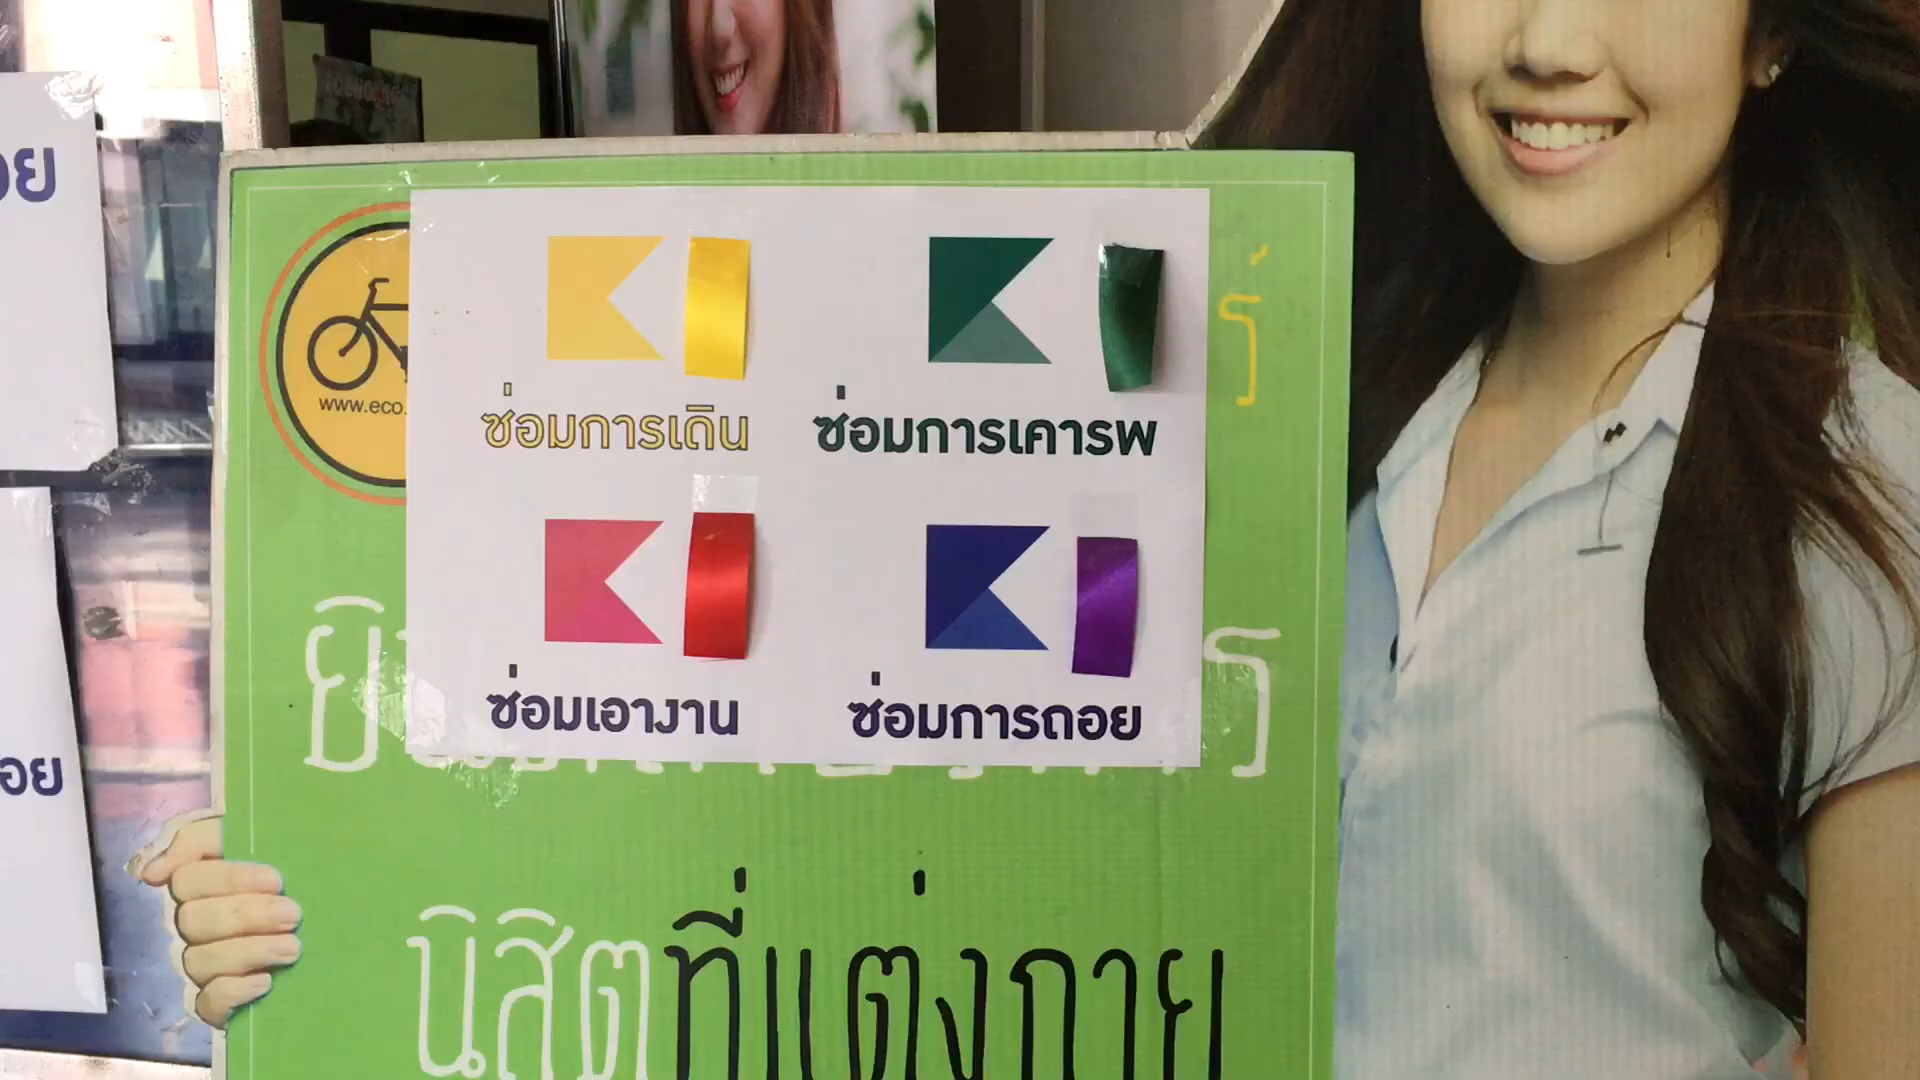 www.eco.
ซ่อมการเดิน
ซ่อมการเคารพ
ซ่อมเอางาน
ซ่อมการถอย
นิสิตที่แต่งกาย
อย